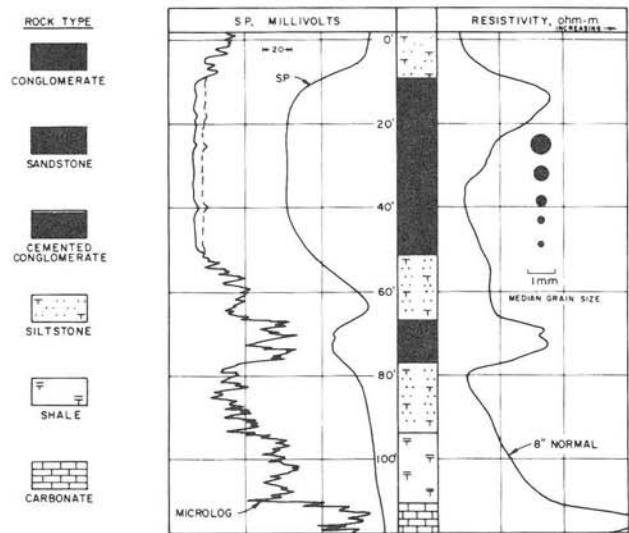 ROCK TYPE
CONGLOMERATE
SANDSTONE
CEMENTED
CONGLOMERATE
SILTSTONE
SHALE
CARBONATE
S.P. MILLIVOLTS
20
SP
MICROLOG
0'
20'
40'
60'
80'
100'
RESISTIVITY, ohm-m
INCREASING
1mm
MEDIAN GRAIN SIZE
8" NORMAL